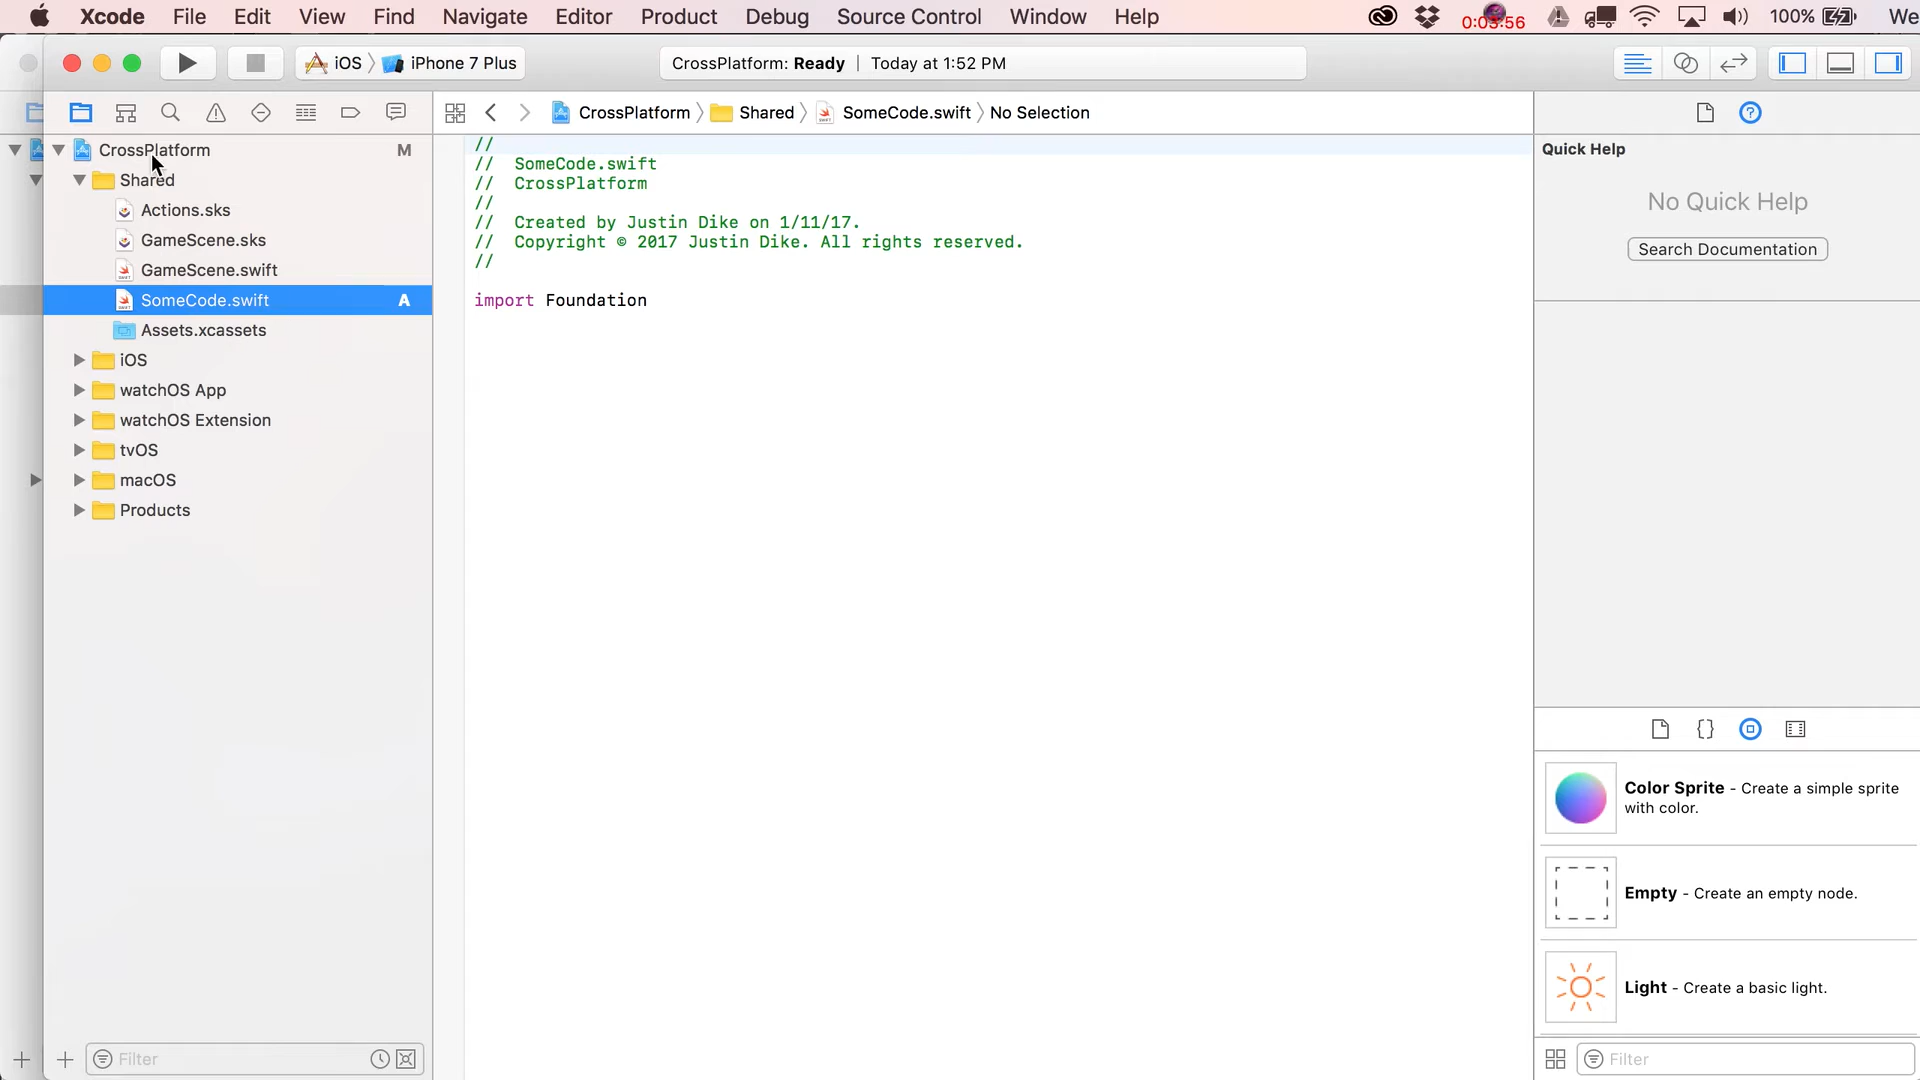 Xcode File Edit View Find Navigate Editor Product Debug Source Control Window Help 0:03:56 100% We
iOS iPhone 7 Plus CrossPlatform: Ready | Today at 1:52 PM
CrossPlatform Shared SomeCode.swift No Selection
CrossPlatform M
Shared
Actions.sks
GameScene.sks
GameScene.swift
SomeCode.swift A
Assets.xcassets
iOS
watchOS App
watchOS Extension
tvOS
macOS
Products
Filter
//
// SomeCode.swift
// CrossPlatform
//
// Created by Justin Dike on 1/11/17.
// Copyright © 2017 Justin Dike. All rights reserved.
//
import Foundation
Quick Help
No Quick Help
Search Documentation
Color Sprite - Create a simple sprite
with color.
Empty - Create an empty node.
Light - Create a basic light.
Filter